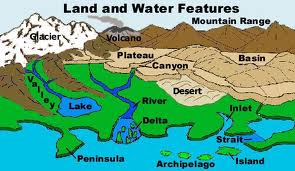 Land and Water Features
Mountain Range
Glacier
Volcano
Plateau
Basin
Canyon
Valley
Desert
Lake
River
Inlet
Delta
Strait
Peninsula
Archipelago
Island